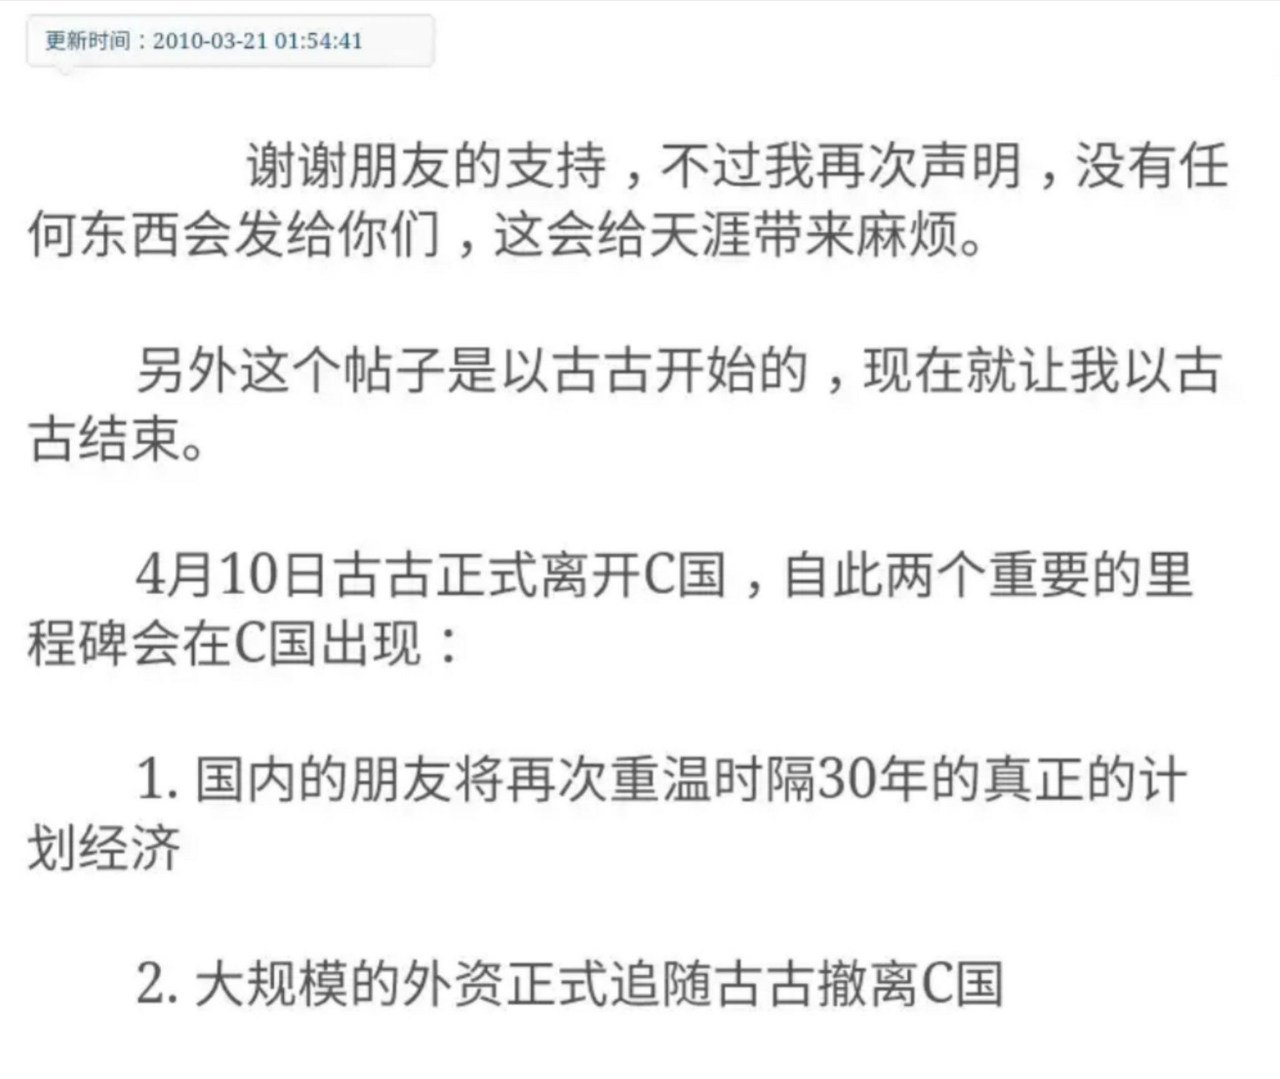 更新时间：2010-03-21 01:54:41
谢谢朋友的支持，不过我再次声明，没有任
何东西会发给你们，这会给天涯带来麻烦。
另外这个帖子是以古古开始的，现在就让我以古
古结束。
4月10日古古正式离开C国，自此两个重要的里
程碑会在C国出现：
1. 国内的朋友将再次重温时隔30年的真正的计
划经济
2. 大规模的外资正式追随古古撤离C国